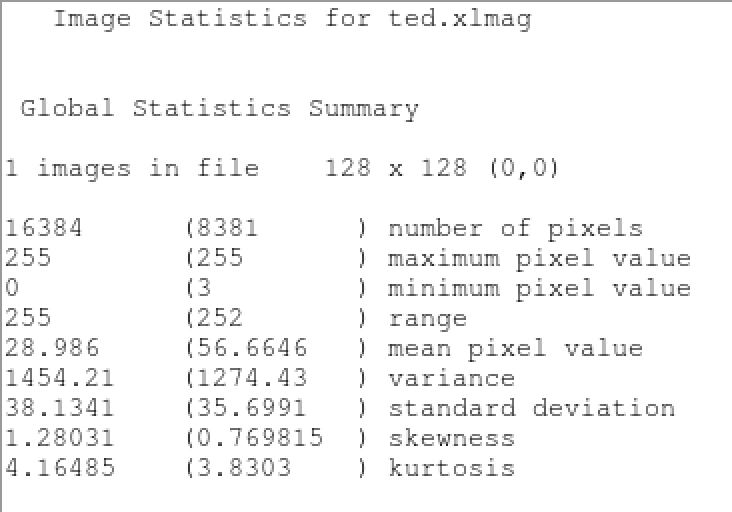 Image Statistics for ted.xlmag
Global Statistics Summary
1 images in file    128 x 128 (0,0)
16384      (8381      ) number of pixels
255        (255       ) maximum pixel value
0          (3         ) minimum pixel value
255        (252       ) range
28.986     (56.6646   ) mean pixel value
1454.21    (1274.43   ) variance
38.1341    (35.6991   ) standard deviation
1.28031    (0.769815  ) skewness
4.16485    (3.8303    ) kurtosis